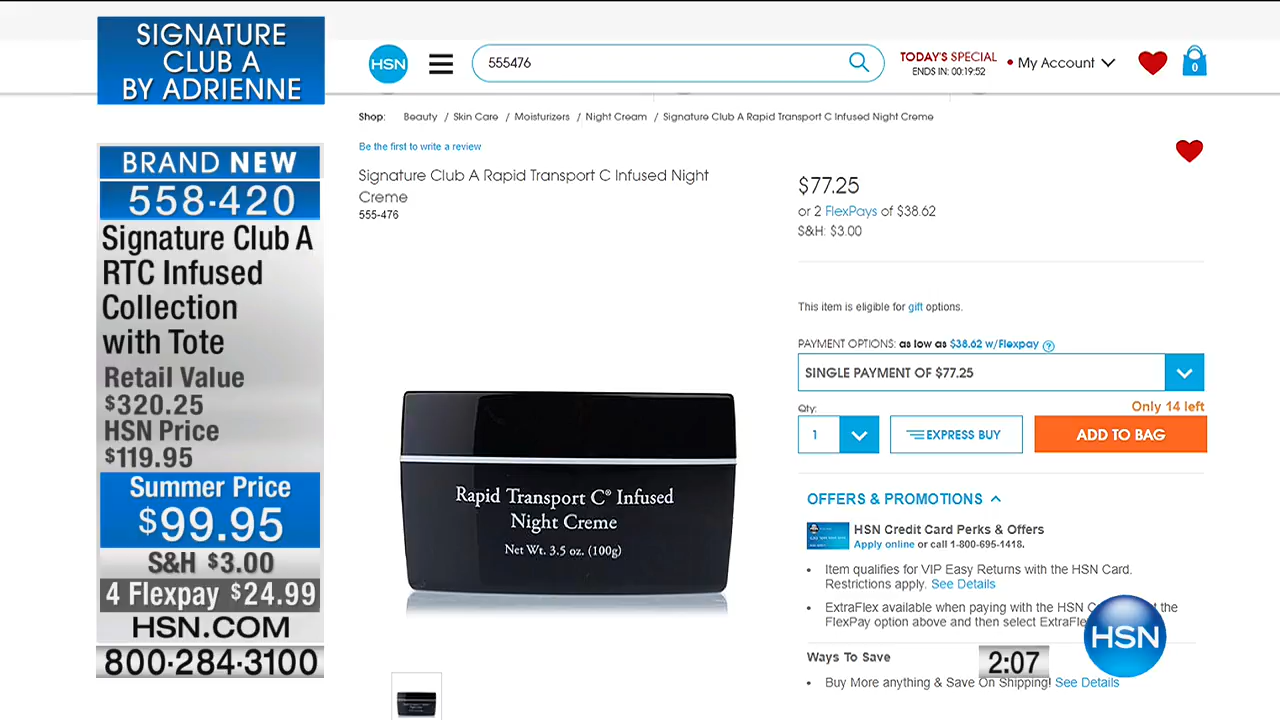 SIGNATURE
CLUB A
BY ADRIENNE
BRAND NEW
558-420
Signature Club A
RTC Infused
Collection
with Tote
Retail Value
$320.25
HSN Price
$119.95
Summer Price
$99.95
S&H $3.00
4 Flexpay $24.99
HSN.COM
800-284-3100
HSN
555476
TODAY'S SPECIAL
ENDS IN: 00:19:52
My Account
0
Shop: Beauty / Skin Care / Moisturizers / Night Cream / Signature Club A Rapid Transport C Infused Night Creme
Be the first to write a review
Signature Club A Rapid Transport C Infused Night
Creme
555-476
$77.25
or 2 FlexPays of $38.62
S&H: $3.00
This item is eligible for gift options.
PAYMENT OPTIONS: as low as $38.62 w/Flexpay ?
SINGLE PAYMENT OF $77.25
Only 14 left
Qty:
1
EXPRESS BUY
ADD TO BAG
Rapid Transport C® Infused
Night Creme
Net Wt. 3.5 oz. (100g)
OFFERS & PROMOTIONS
HSN Credit Card Perks & Offers
Apply online or call 1-800-695-1418.
• Item qualifies for VIP Easy Returns with the HSN Card.
Restrictions apply. See Details
• ExtraFlex available when paying with the HSN the
FlexPay option above and then select
HSN
Ways To Save
2:07
• Buy More anything & Save On Shipping! See Details